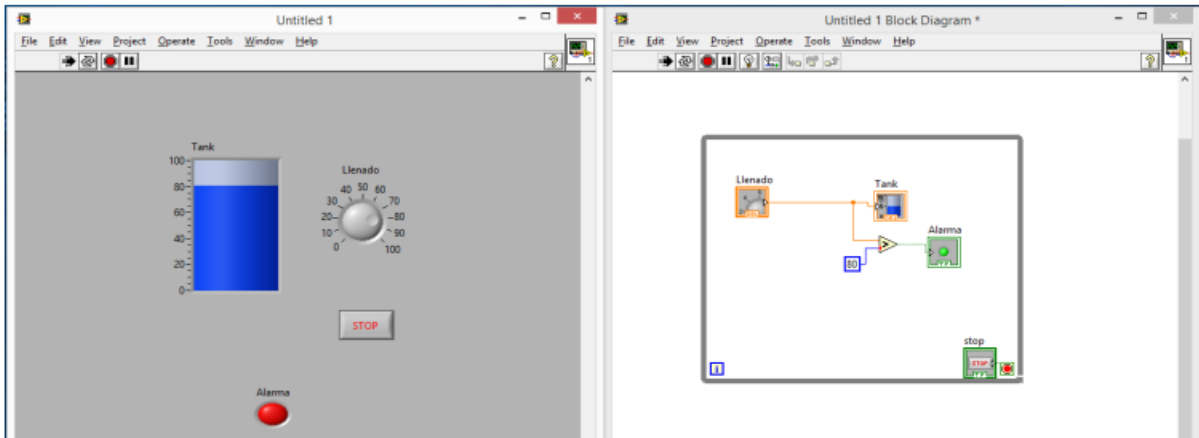 Untitled 1
File Edit View Project Operate Tools Window Help
Tank
100
80
60
40
20
0
Llenado
0 10 20 30 40 50 60 70 80 90 100
STOP
Alarma
Untitled 1 Block Diagram *
File Edit View Project Operate Tools Window Help
Llenado
Tank
Alarma
80
stop
STOP
i